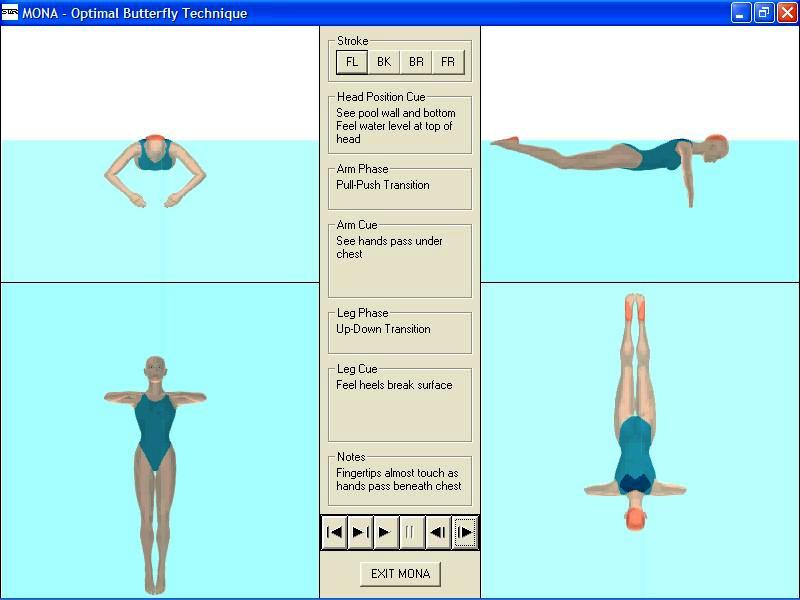 MONA - Optimal Butterfly Technique
Stroke
FL BK BR FR
Head Position Cue
See pool wall and bottom
Feel water level at top of
head
Arm Phase
Pull-Push Transition
Arm Cue
See hands pass under
chest
Leg Phase
Up-Down Transition
Leg Cue
Feel heels break surface
Notes
Fingertips almost touch as
hands pass beneath chest
EXIT MONA